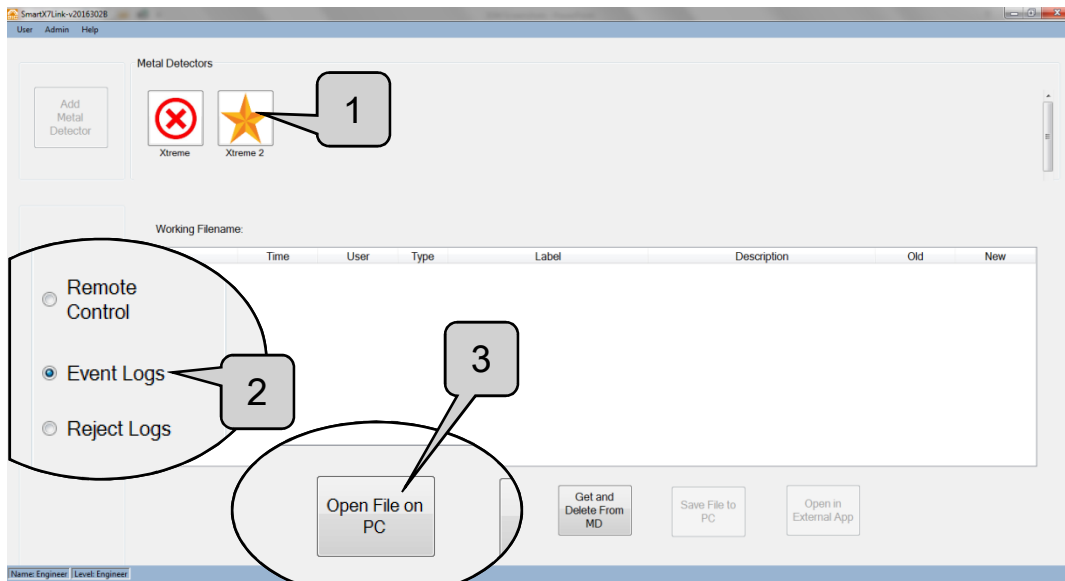 SmartX7Link-v2016302B
User Admin Help
Metal Detectors
Add
Metal
Detector
Xtreme
Xtreme 2
1
Working Filename:
Time User Type Label Description Old New
Remote
Control
Event Logs
Reject Logs
2
3
Open File on
PC
Get and
Delete From
MD
Save File to
PC
Open in
External App
Name: Engineer Level: Engineer